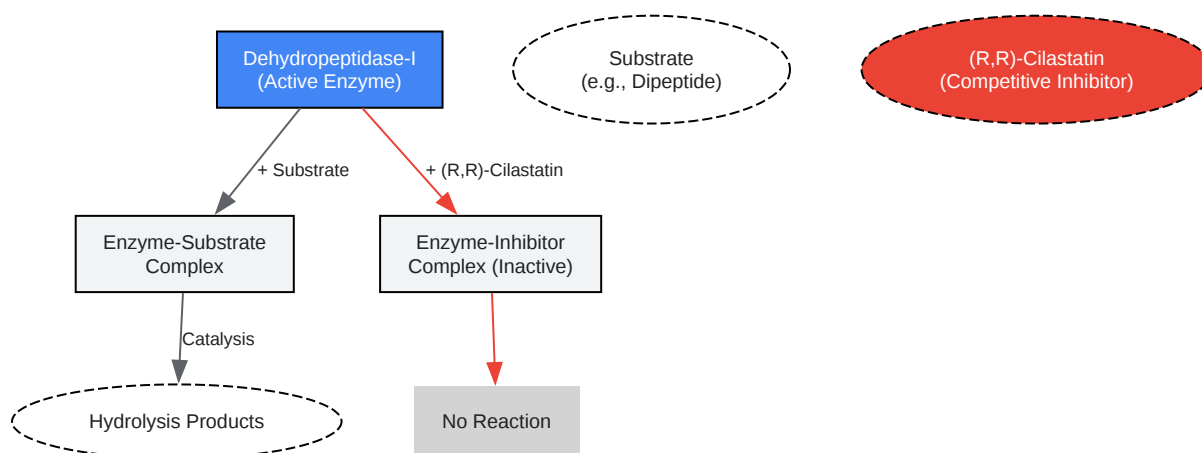 Dehydropeptidase-I
(Active Enzyme)
Substrate
(e.g., Dipeptide)
(R,R)-Cilastatin
(Competitive Inhibitor)
+ Substrate
+ (R,R)-Cilastatin
Enzyme-Substrate
Complex
Enzyme-Inhibitor
Complex (Inactive)
Catalysis
Hydrolysis Products
No Reaction